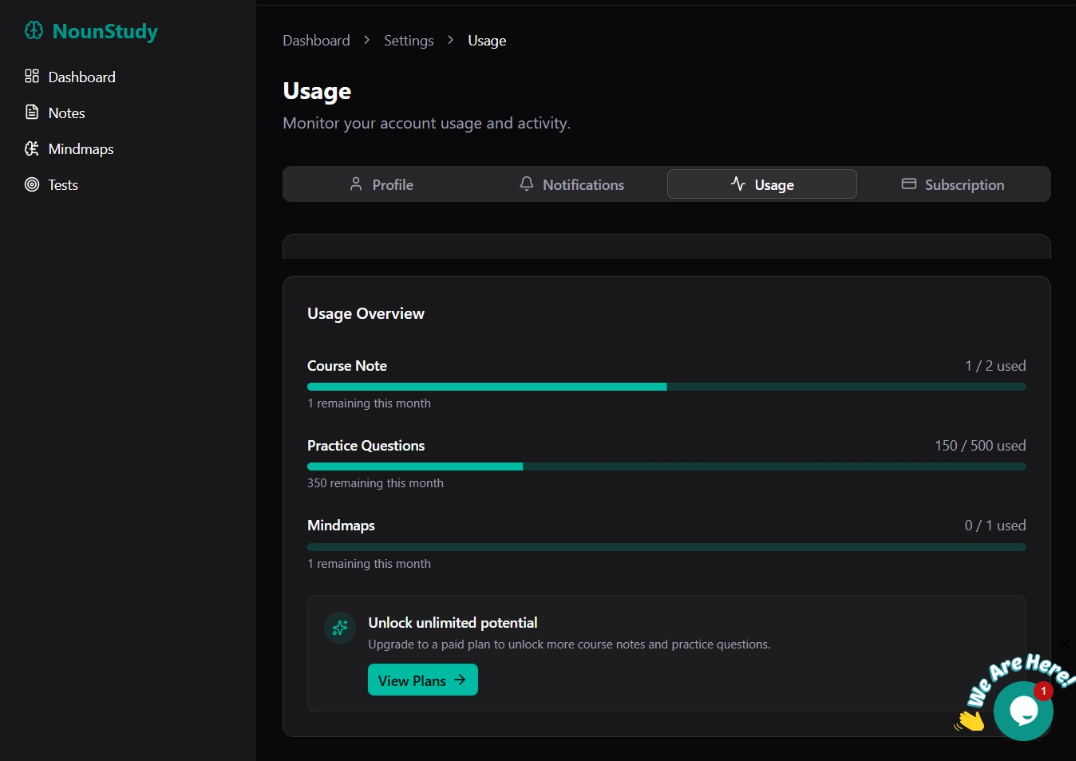 NounStudy
Dashboard
Notes
Mindmaps
Tests
Dashboard > Settings > Usage
Usage
Monitor your account usage and activity.
Profile
Notifications
Usage
Subscription
Usage Overview
Course Note
1 / 2 used
1 remaining this month
Practice Questions
150 / 500 used
350 remaining this month
Mindmaps
0 / 1 used
1 remaining this month
Unlock unlimited potential
Upgrade to a paid plan to unlock more course notes and practice questions.
View Plans →
We Are Here!
1